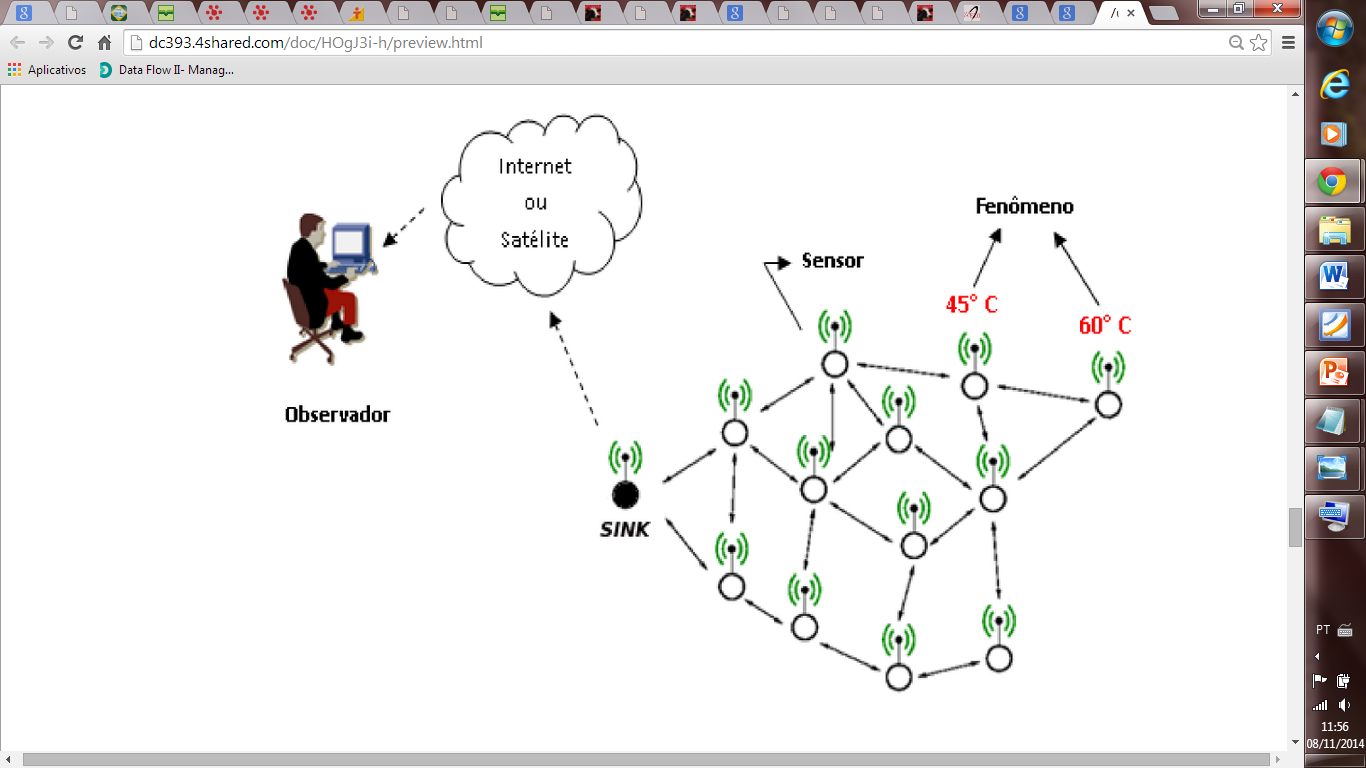 /u
dc393.4shared.com/doc/HOgJ3i-h/preview.html
Aplicativos
Data Flow II- Manag...
Internet
ou
Satélite
Fenômeno
Sensor
45° C
60° C
Observador
SINK
PT
11:56
08/11/2014